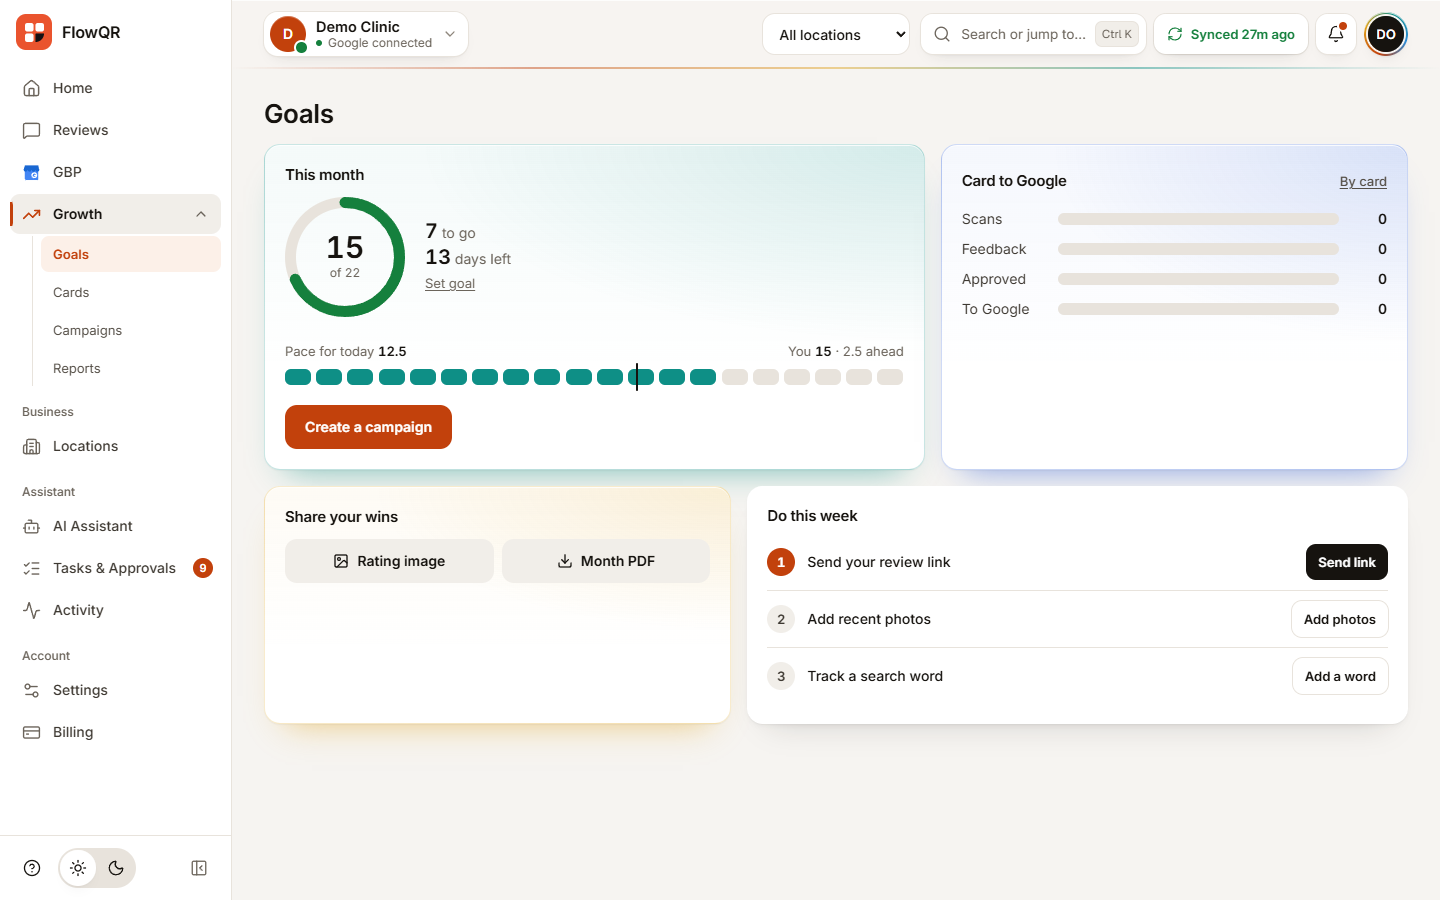 FlowQR
Home
Reviews
GBP
Growth
Goals
Cards
Campaigns
Reports
Business
Locations
Assistant
AI Assistant
Tasks & Approvals 9
Activity
Account
Settings
Billing
D
Demo Clinic
Google connected
All locations
Search or jump to... Ctrl K
Synced 27m ago
DO
Goals
This month
15
of 22
7 to go
13 days left
Set goal
Pace for today 12.5
You 15 · 2.5 ahead
Create a campaign
Card to Google
By card
Scans 0
Feedback 0
Approved 0
To Google 0
Share your wins
Rating image
Month PDF
Do this week
1 Send your review link Send link
2 Add recent photos Add photos
3 Track a search word Add a word